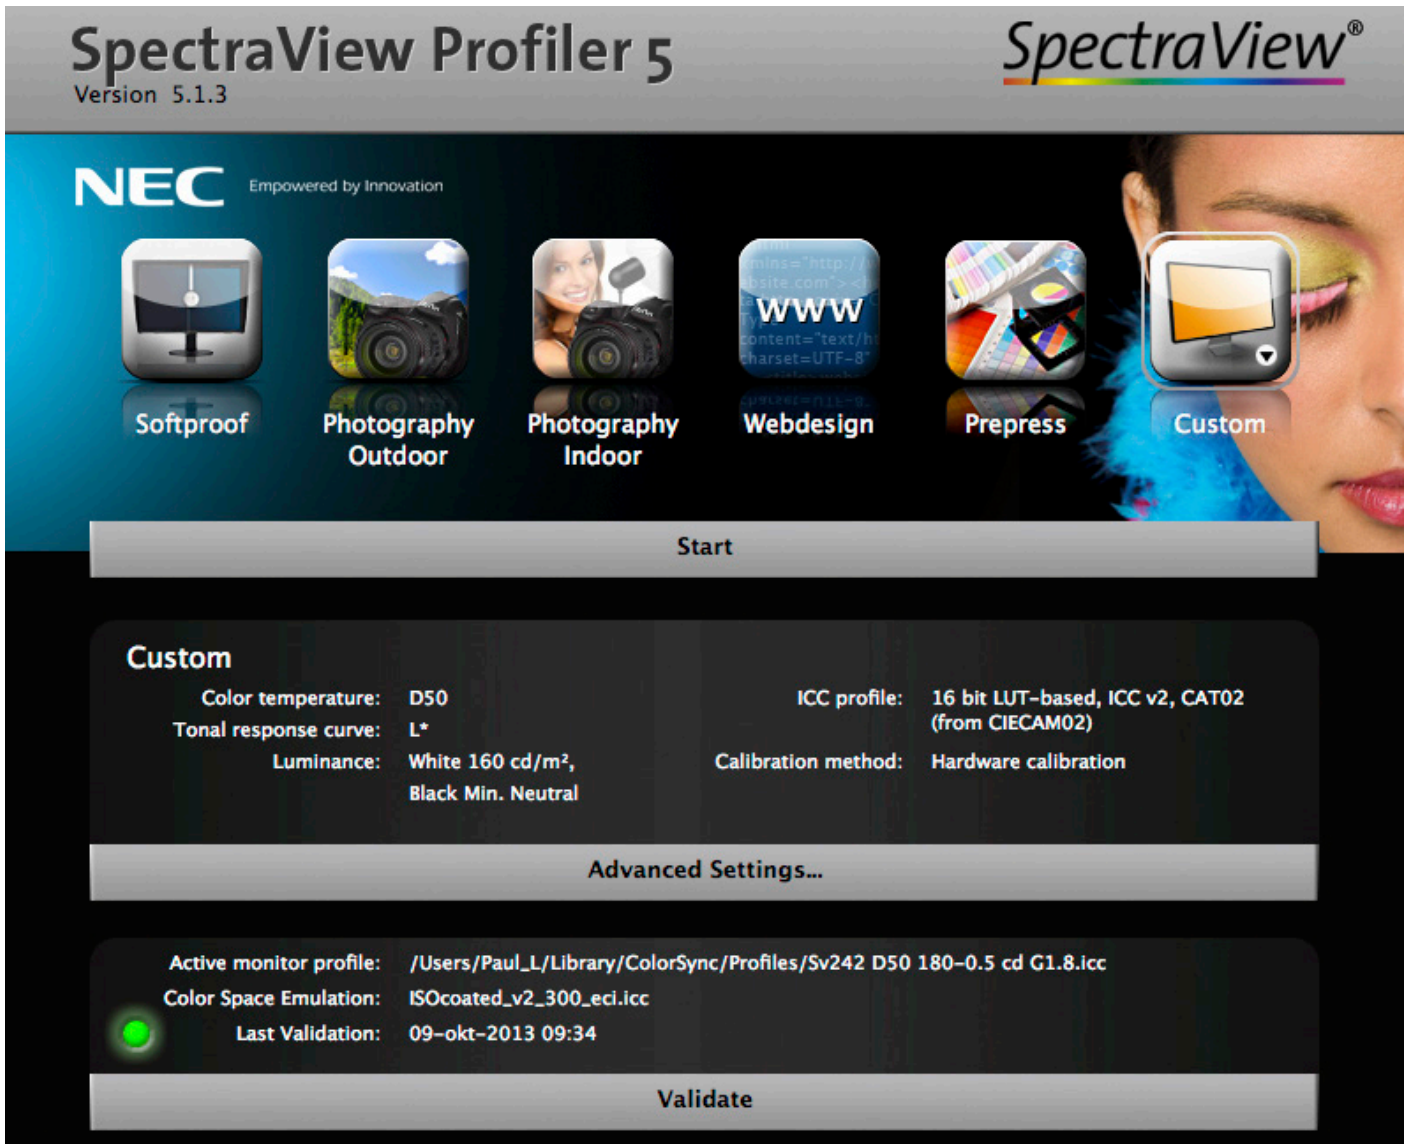 SpectraView Profiler 5
Version 5.1.3
SpectraView®
NEC Empowered by Innovation
www
Softproof
Photography
Outdoor
Photography
Indoor
Webdesign
Prepress
Custom
Start
Custom
Color temperature: D50
Tonal response curve: L*
Luminance: White 160 cd/m²,
Black Min. Neutral
ICC profile: 16 bit LUT-based, ICC v2, CAT02
(from CIECAM02)
Calibration method: Hardware calibration
Advanced Settings...
Active monitor profile: /Users/Paul_L/Library/ColorSync/Profiles/Sv242 D50 180-0.5 cd G1.8.icc
Color Space Emulation: ISOcoated_v2_300_eci.icc
Last Validation: 09-okt-2013 09:34
Validate